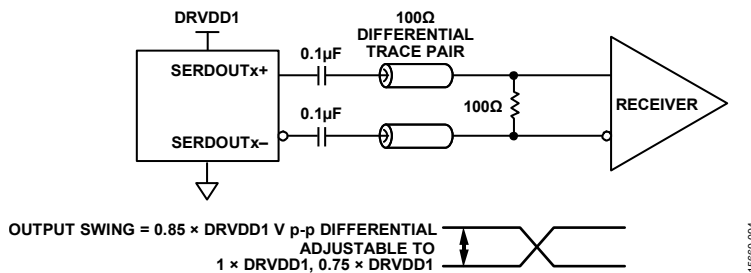 DRVDD1
100Ω
DIFFERENTIAL
TRACE PAIR
0.1µF
SERDOUTx+
0.1µF
100Ω
RECEIVER
SERDOUTx–
OUTPUT SWING = 0.85 × DRVDD1 V p-p DIFFERENTIAL
ADJUSTABLE TO
1 × DRVDD1, 0.75 × DRVDD1